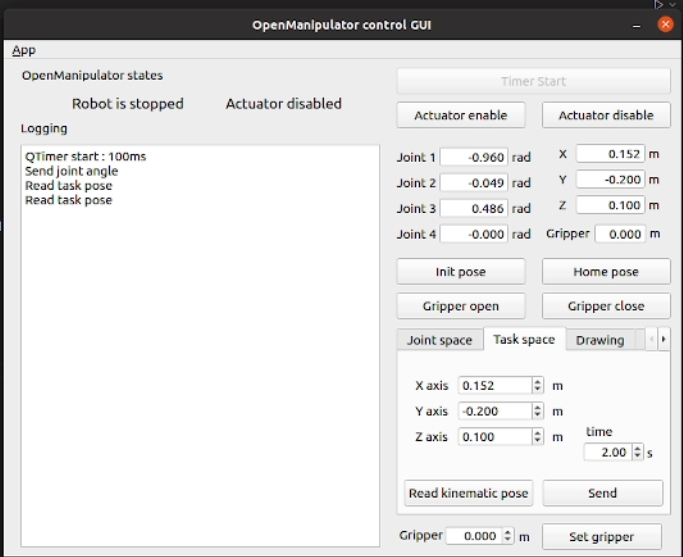 OpenManipulator control GUI
App
OpenManipulator states
Robot is stopped Actuator disabled
Logging
QTimer start : 100ms
Send joint angle
Read task pose
Read task pose
Timer Start
Actuator enable Actuator disable
Joint 1 -0.960 rad X 0.152 m
Joint 2 -0.049 rad Y -0.200 m
Joint 3 0.486 rad Z 0.100 m
Joint 4 -0.000 rad Gripper 0.000 m
Init pose Home pose
Gripper open Gripper close
Joint space Task space Drawing
X axis 0.152 m
Y axis -0.200 m
Z axis 0.100 m
time
2.00 s
Read kinematic pose Send
Gripper 0.000 m Set gripper